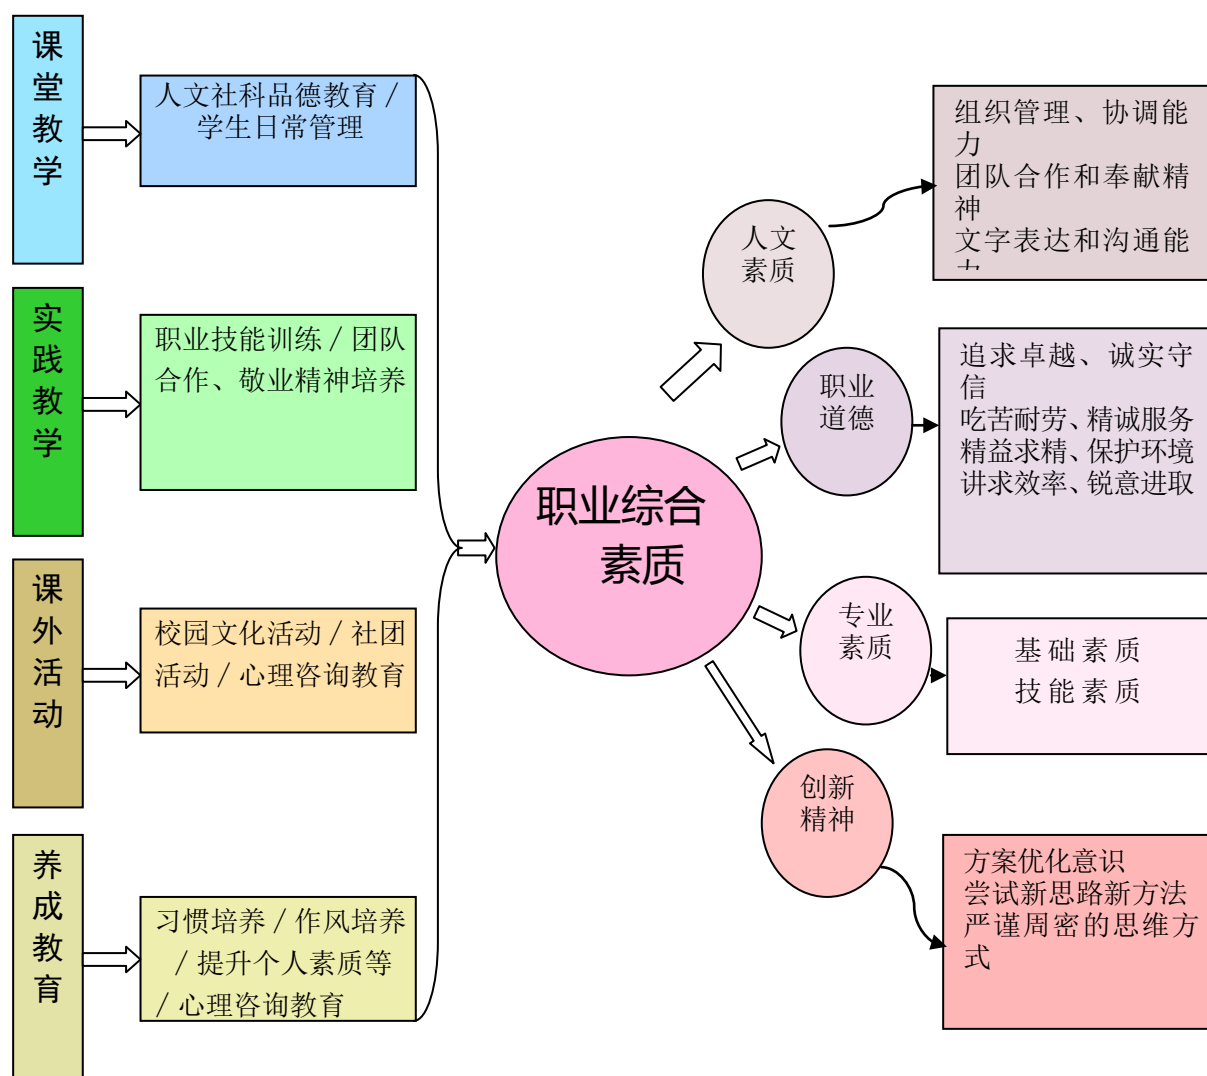 课堂教学
人文社科品德教育 /
学生日常管理
实践教学
职业技能训练 / 团队
合作、敬业精神培养
课外活动
校园文化活动 / 社团
活动 / 心理咨询教育
养成教育
习惯培养 / 作风培养
/ 提升个人素质等
/ 心理咨询教育
职业综合
素质
人文
素质
组织管理、协调能
力
团队合作和奉献精
神
文字表达和沟通能
职业
道德
追求卓越、诚实守
信
吃苦耐劳、精诚服务
精益求精、保护环境
讲求效率、锐意进取
专业
素质
基础素质
技能素质
创新
精神
方案优化意识
尝试新思路新方法
严谨周密的思维方
式